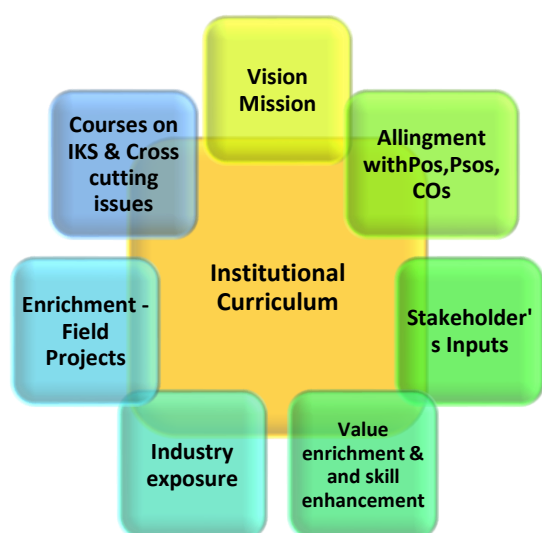 Vision
Mission
Courses on
IKS & Cross
cutting
issues
Allingment
withPos,Psos,
COs
Institutional
Curriculum
Enrichment -
Field
Projects
Stakeholder'
s Inputs
Industry
exposure
Value
enrichment &
and skill
enhancement